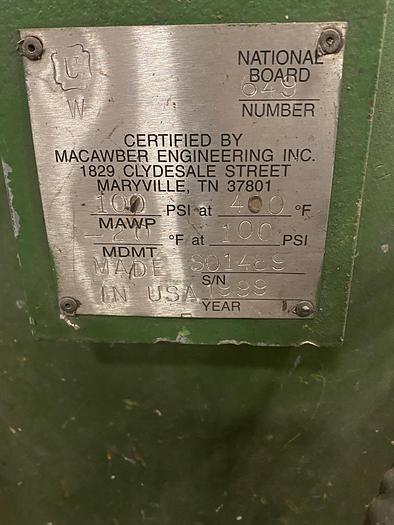 U
W
NATIONAL
BOARD
649
NUMBER
CERTIFIED BY
MACAWBER ENGINEERING INC.
1829 CLYDESALE STREET
MARYVILLE, TN 37801
100 PSI at 400 °F
MAWP
-20 °F at 100 PSI
MDMT
MADE S01489
S/N
IN USA 1999
YEAR